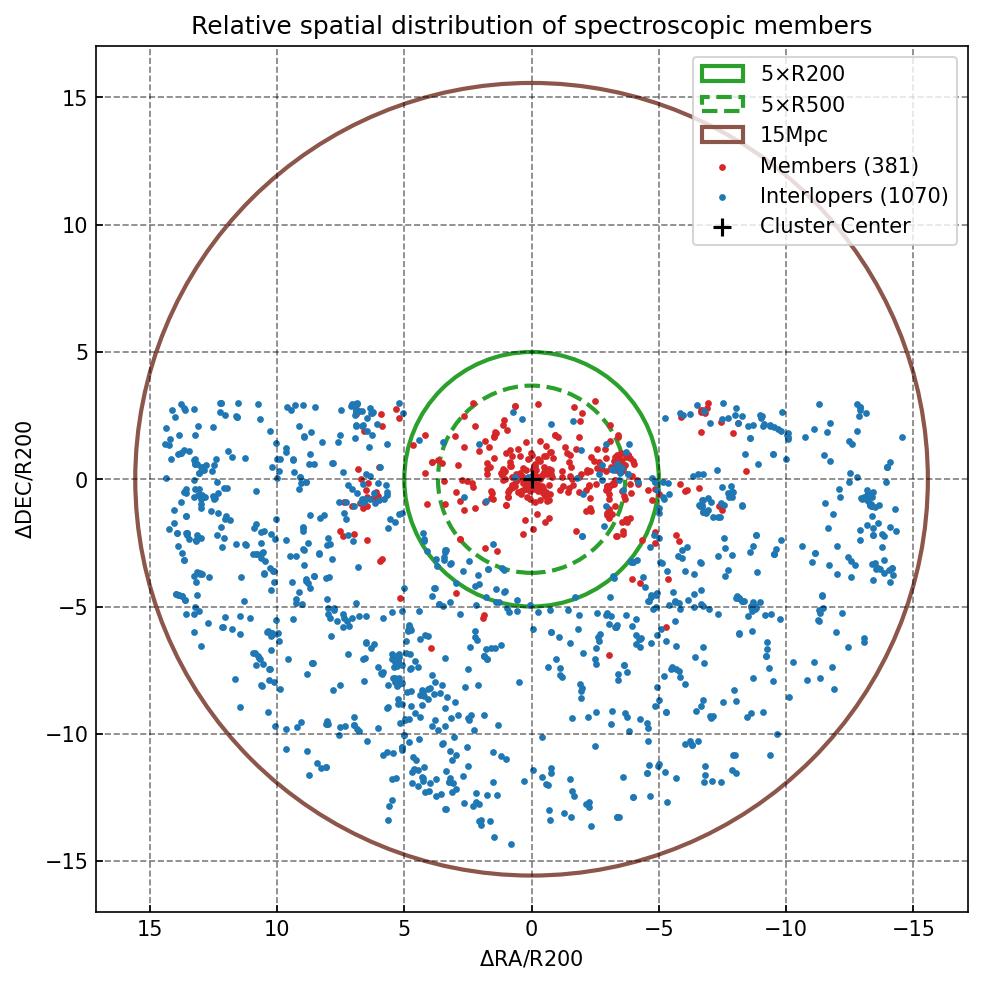 Relative spatial distribution of spectroscopic members
5×R200
5×R500
15Mpc
Members (381)
Interlopers (1070)
Cluster Center
15
10
5
0
−5
−10
−15
ΔDEC/R200
15
10
5
0
−5
−10
−15
ΔRA/R200